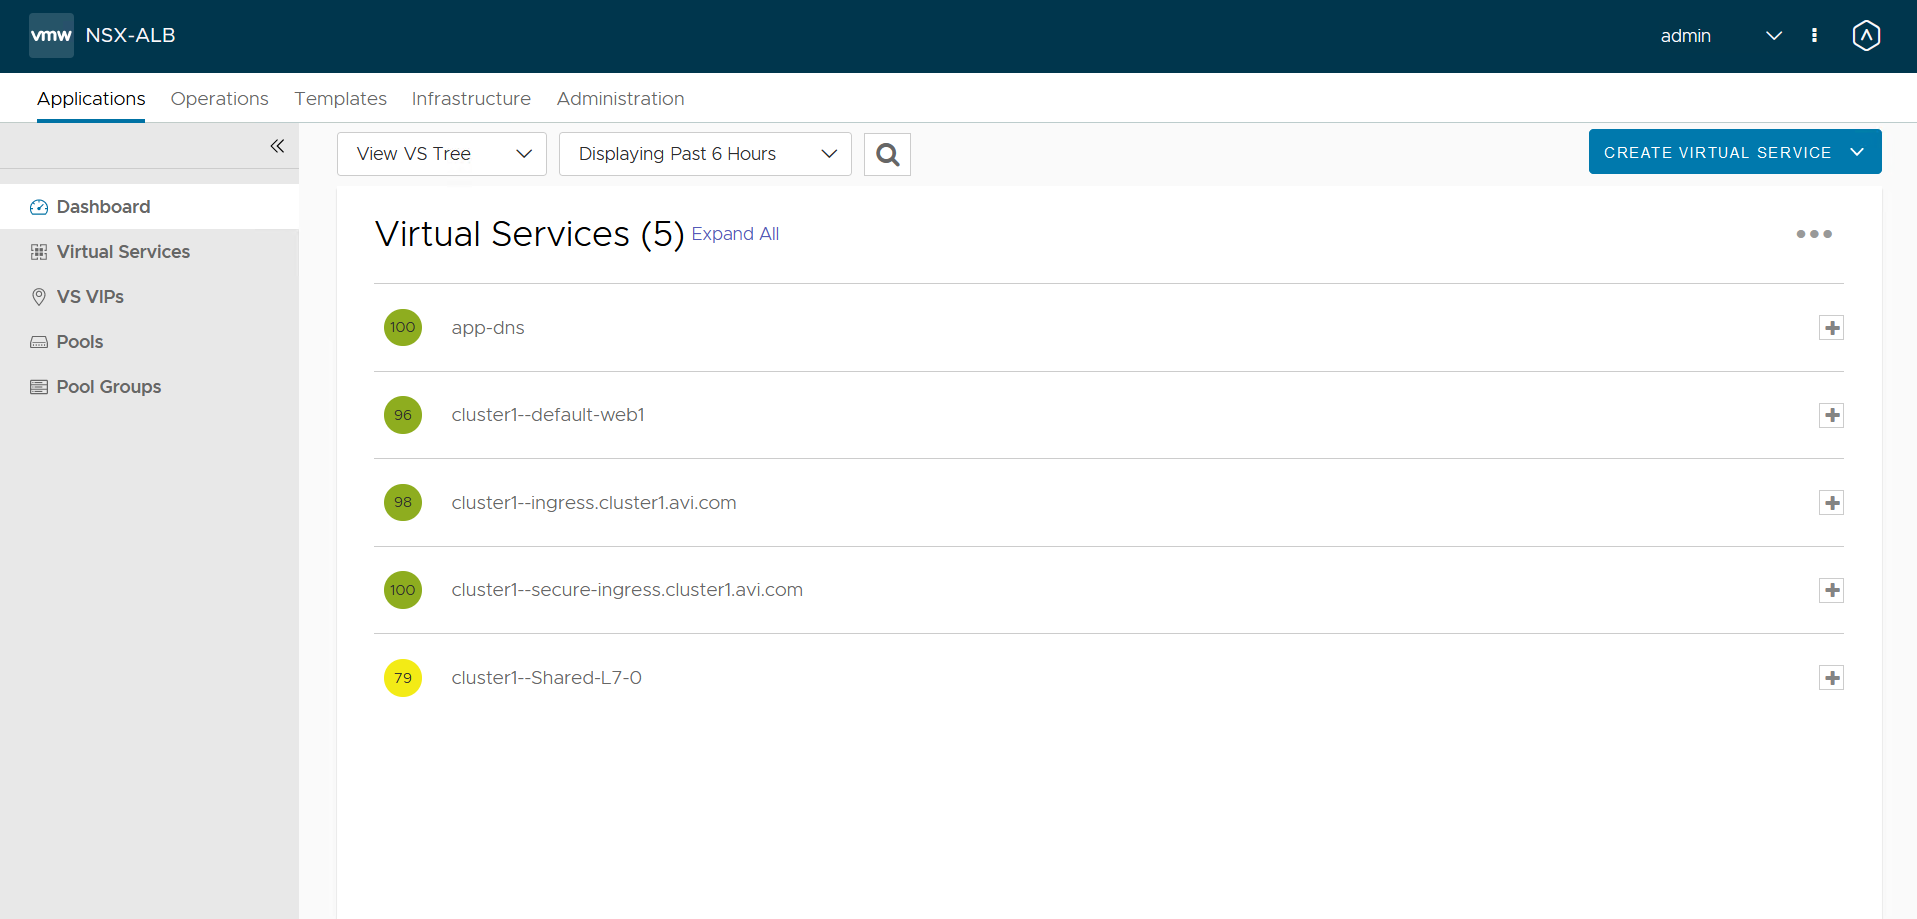 vmw NSX-ALB
admin
Applications Operations Templates Infrastructure Administration
View VS Tree Displaying Past 6 Hours CREATE VIRTUAL SERVICE
Dashboard
Virtual Services
VS VIPs
Pools
Pool Groups
Virtual Services (5) Expand All
100 app-dns
96 cluster1--default-web1
98 cluster1--ingress.cluster1.avi.com
100 cluster1--secure-ingress.cluster1.avi.com
79 cluster1--Shared-L7-0